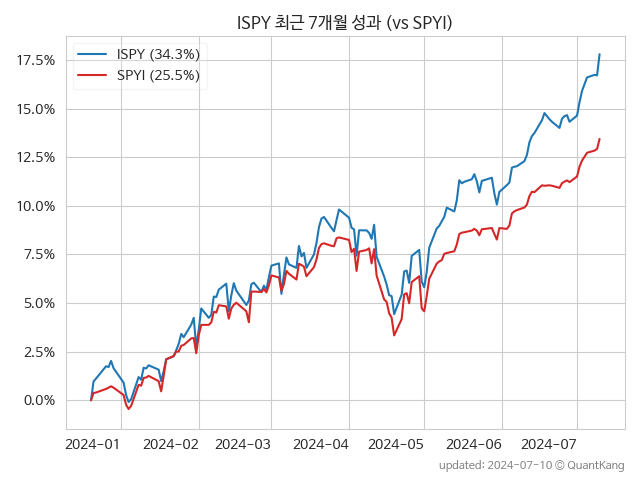 ISPY 최근 7개월 성과 (vs SPYI)
ISPY (34.3%)
SPYI (25.5%)
17.5%
15.0%
12.5%
10.0%
7.5%
5.0%
2.5%
0.0%
2024-01 2024-02 2024-03 2024-04 2024-05 2024-06 2024-07
updated: 2024-07-10 © QuantKang